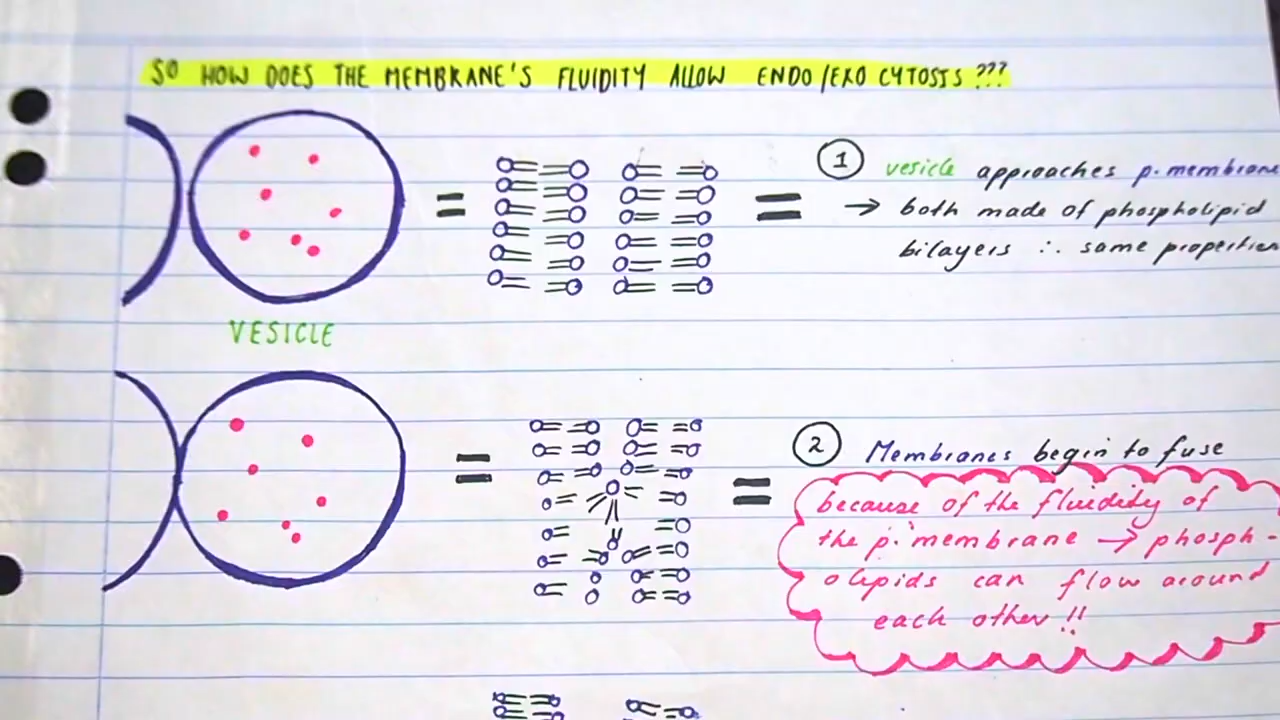 SO HOW DOES THE MEMBRANE'S FLUIDITY ALLOW ENDO/EXO CYTOSIS ???
VESICLE
1 vesicle approaches p. membrane
→ both made of phospholipid
bilayers ∴ same properties
2 Membranes begin to fuse
because of the fluidity of
the p. membrane → phosph-
olipids can flow around
each other!!